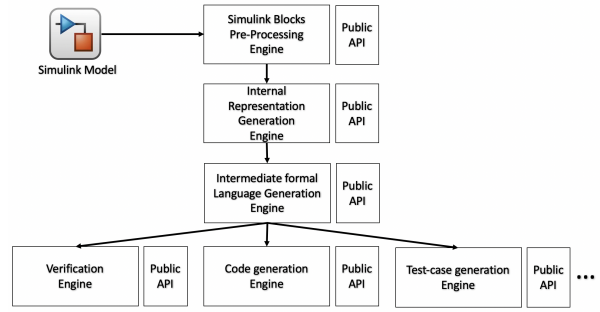 Simulink Blocks
Pre-Processing
Engine
Public
API
Simulink Model
Internal
Representation
Generation
Engine
Public
API
Intermediate formal
Language Generation
Engine
Public
API
Verification
Engine
Public
API
Code generation
Engine
Public
API
Test-case generation
Engine
Public
API
...